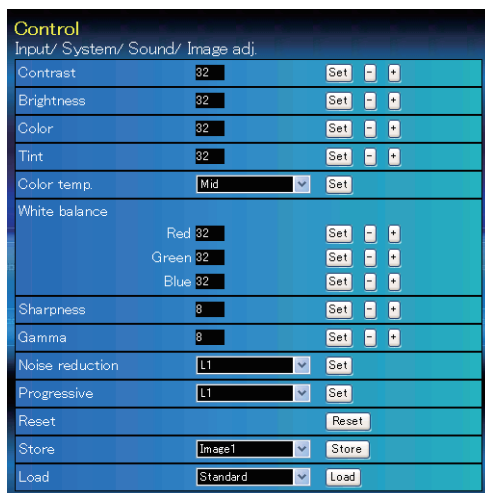 Control
Input/ System/ Sound/ Image adj.
Contrast 32 Set - +
Brightness 32 Set - +
Color 32 Set - +
Tint 32 Set - +
Color temp. Mid Set
White balance
Red 32 Set - +
Green 32 Set - +
Blue 32 Set - +
Sharpness 8 Set - +
Gamma 8 Set - +
Noise reduction L1 Set
Progressive L1 Set
Reset Reset
Store Image1 Store
Load Standard Load